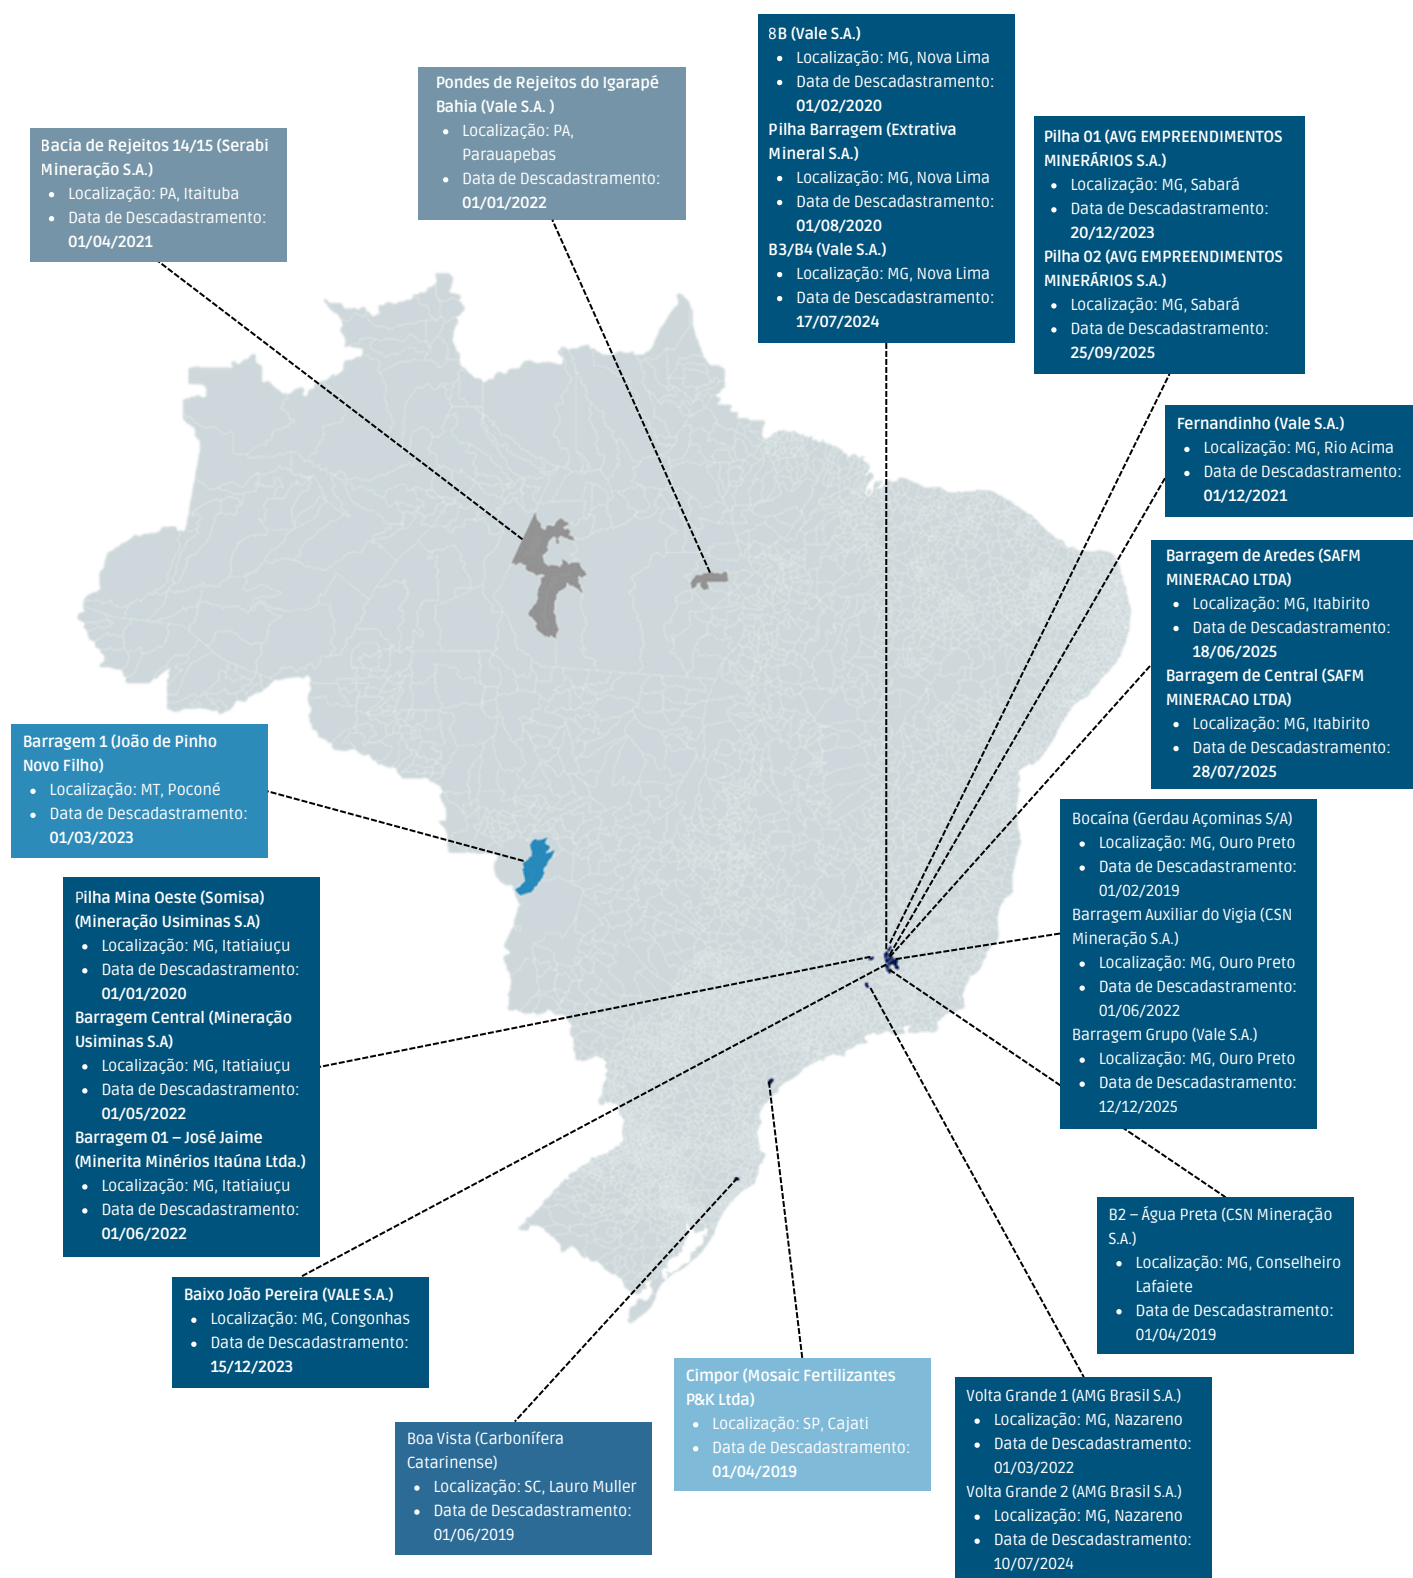 8B (Vale S.A.)
• Localização: MG, Nova Lima
• Data de Descadastramento:
01/02/2020
Pilha Barragem (Extrativa
Mineral S.A.)
• Localização: MG, Nova Lima
• Data de Descadastramento:
01/08/2020
B3/B4 (Vale S.A.)
• Localização: MG, Nova Lima
• Data de Descadastramento:
17/07/2024
Pondes de Rejeitos do Igarapé
Bahia (Vale S.A. )
• Localização: PA,
Parauapebas
• Data de Descadastramento:
01/01/2022
Bacia de Rejeitos 14/15 (Serabi
Mineração S.A.)
• Localização: PA, Itaituba
• Data de Descadastramento:
01/04/2021
Pilha 01 (AVG EMPREENDIMENTOS
MINERÁRIOS S.A.)
• Localização: MG, Sabará
• Data de Descadastramento:
20/12/2023
Pilha 02 (AVG EMPREENDIMENTOS
MINERÁRIOS S.A.)
• Localização: MG, Sabará
• Data de Descadastramento:
25/09/2025
Fernandinho (Vale S.A.)
• Localização: MG, Rio Acima
• Data de Descadastramento:
01/12/2021
Barragem de Aredes (SAFM
MINERACAO LTDA)
• Localização: MG, Itabirito
• Data de Descadastramento:
18/06/2025
Barragem de Central (SAFM
MINERACAO LTDA)
• Localização: MG, Itabirito
• Data de Descadastramento:
28/07/2025
Barragem 1 (João de Pinho
Novo Filho)
• Localização: MT, Poconé
• Data de Descadastramento:
01/03/2023
Bocaína (Gerdau Açominas S/A)
• Localização: MG, Ouro Preto
• Data de Descadastramento:
01/02/2019
Barragem Auxiliar do Vigia (CSN
Mineração S.A.)
• Localização: MG, Ouro Preto
• Data de Descadastramento:
01/06/2022
Barragem Grupo (Vale S.A.)
• Localização: MG, Ouro Preto
• Data de Descadastramento:
12/12/2025
Pilha Mina Oeste (Somisa)
(Mineração Usiminas S.A)
• Localização: MG, Itatiaiuçu
• Data de Descadastramento:
01/01/2020
Barragem Central (Mineração
Usiminas S.A)
• Localização: MG, Itatiaiuçu
• Data de Descadastramento:
01/05/2022
Barragem 01 – José Jaime
(Minerita Minérios Itaúna Ltda.)
• Localização: MG, Itatiaiuçu
• Data de Descadastramento:
01/06/2022
B2 – Água Preta (CSN Mineração
S.A.)
• Localização: MG, Conselheiro
Lafaiete
• Data de Descadastramento:
01/04/2019
Baixo João Pereira (VALE S.A.)
• Localização: MG, Congonhas
• Data de Descadastramento:
15/12/2023
Cimpor (Mosaic Fertilizantes
P&K Ltda)
• Localização: SP, Cajati
• Data de Descadastramento:
01/04/2019
Volta Grande 1 (AMG Brasil S.A.)
• Localização: MG, Nazareno
• Data de Descadastramento:
01/03/2022
Volta Grande 2 (AMG Brasil S.A.)
• Localização: MG, Nazareno
• Data de Descadastramento:
10/07/2024
Boa Vista (Carbonífera
Catarinense)
• Localização: SC, Lauro Muller
• Data de Descadastramento:
01/06/2019